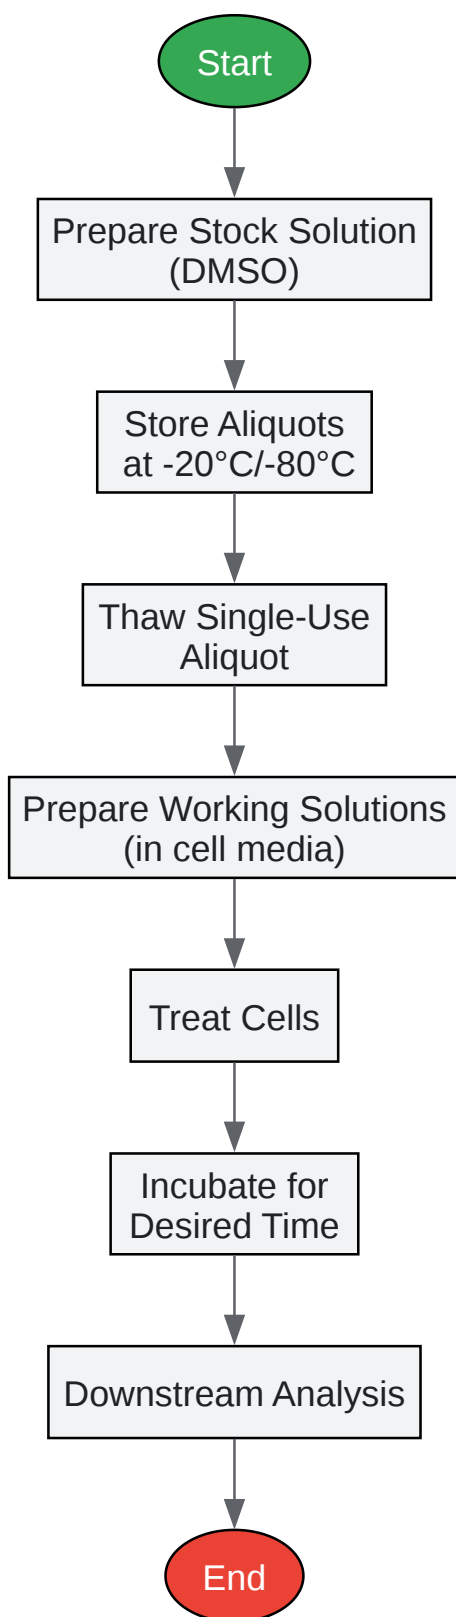 Start
Prepare Stock Solution
(DMSO)
Store Aliquots
at -20°C/-80°C
Thaw Single-Use
Aliquot
Prepare Working Solutions
(in cell media)
Treat Cells
Incubate for
Desired Time
Downstream Analysis
End